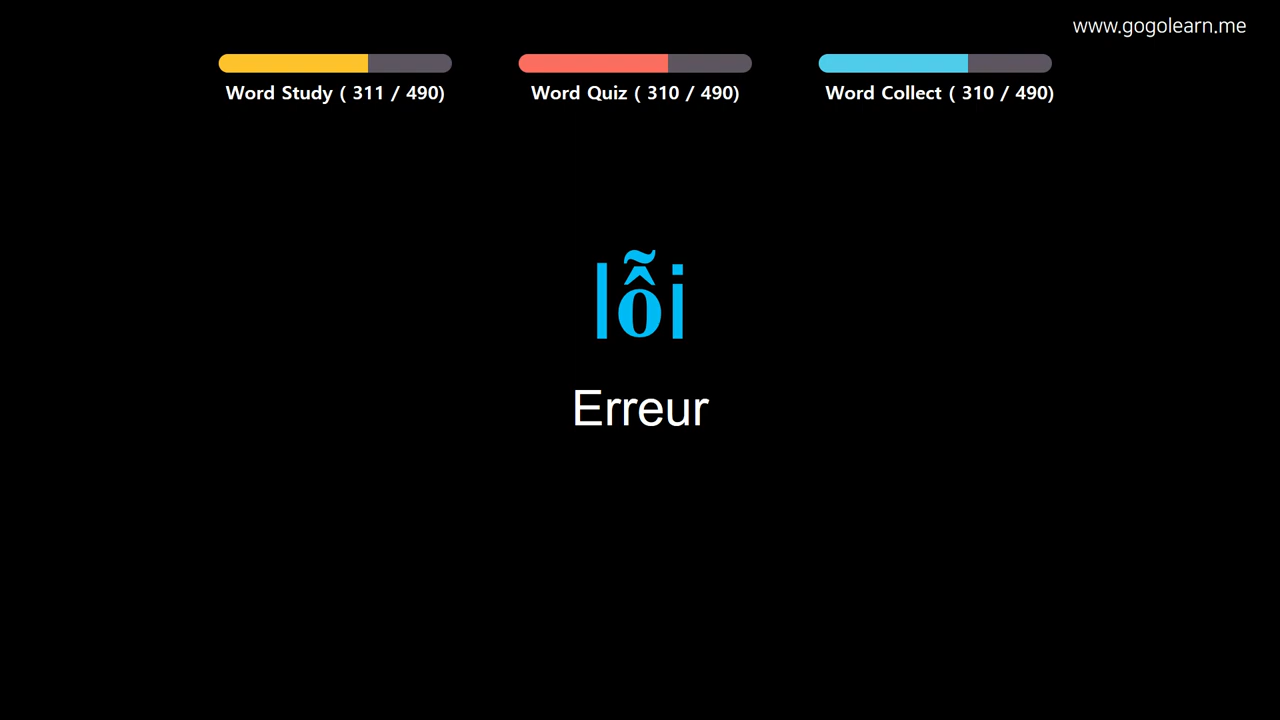 www.gogolearn.me
Word Study ( 311 / 490)
Word Quiz ( 310 / 490)
Word Collect ( 310 / 490)
lỗi
Erreur